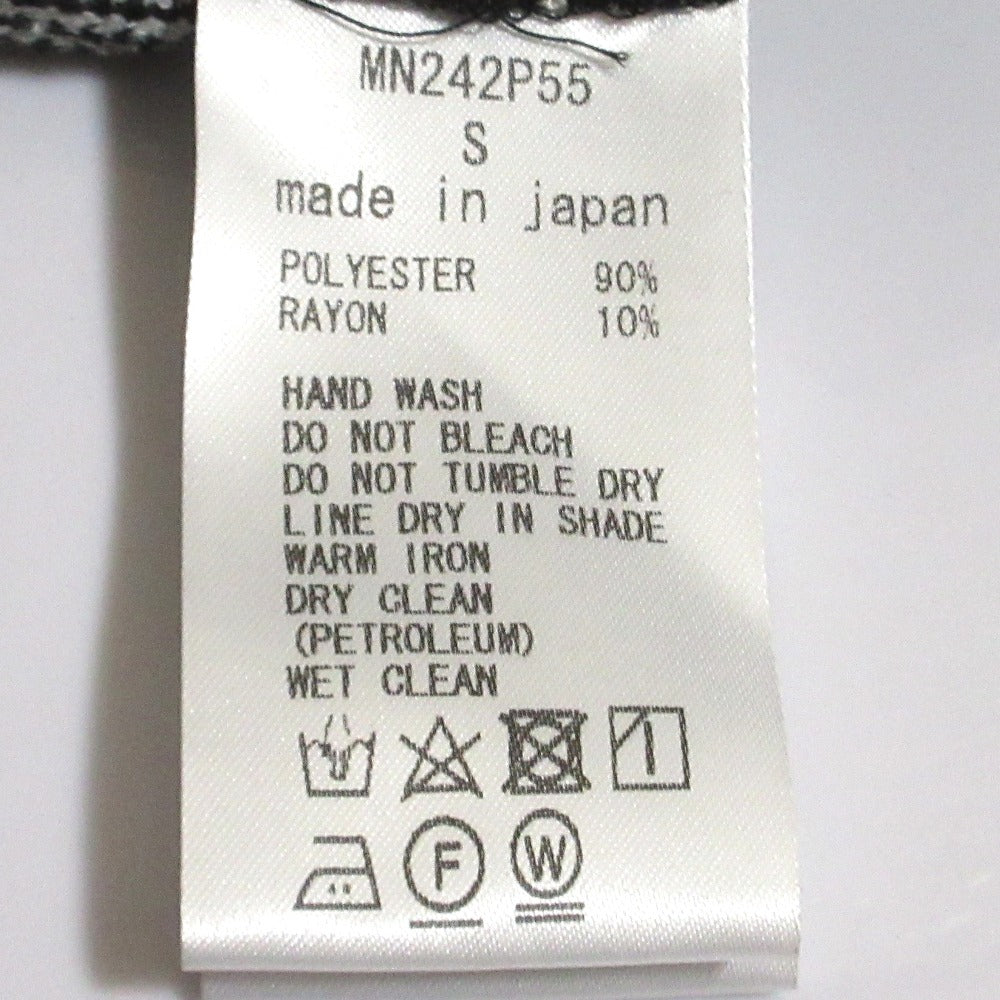 MN242P55
S
made in japan
POLYESTER 90%
RAYON 10%
HAND WASH
DO NOT BLEACH
DO NOT TUMBLE DRY
LINE DRY IN SHADE
WARM IRON
DRY CLEAN
(PETROLEUM)
WET CLEAN
F W